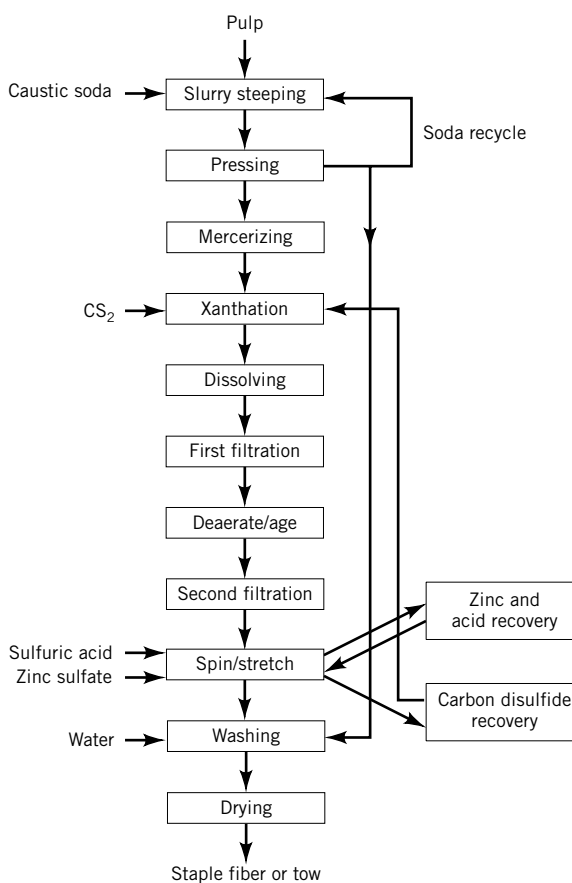 Pulp
Caustic soda
Slurry steeping
Soda recycle
Pressing
Mercerizing
CS₂
Xanthation
Dissolving
First filtration
Deaerate/age
Second filtration
Zinc and
acid recovery
Sulfuric acid
Zinc sulfate
Spin/stretch
Carbon disulfide
recovery
Water
Washing
Drying
Staple fiber or tow